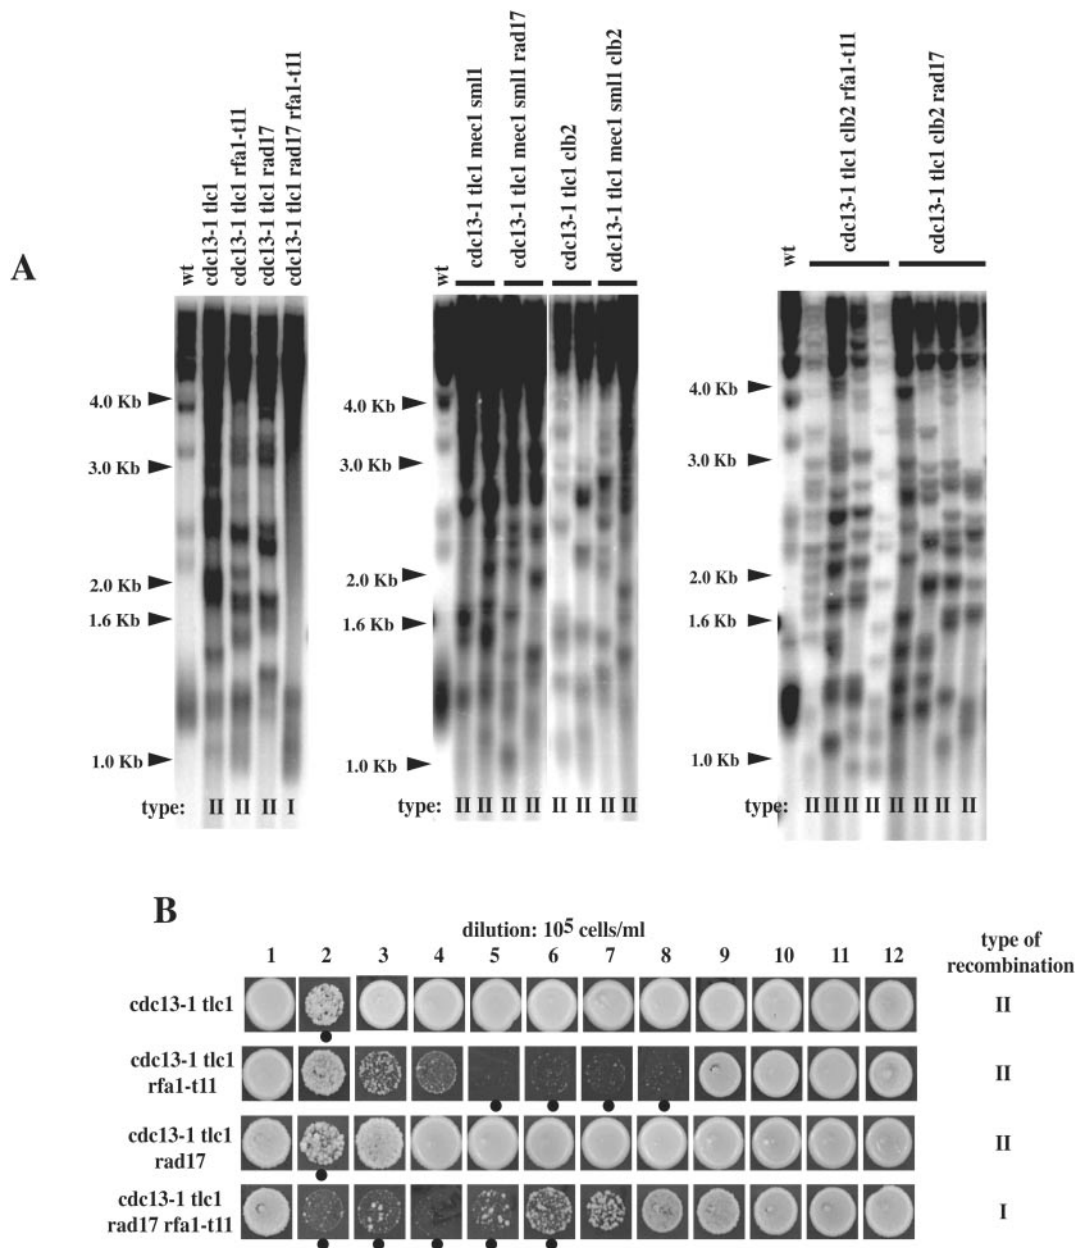 A
wt
cdc13-1 tlc1
cdc13-1 tlc1 rfa1-t11
cdc13-1 tlc1 rad17
cdc13-1 tlc1 rad17 rfa1-t11
4.0 Kb
3.0 Kb
2.0 Kb
1.6 Kb
1.0 Kb
type: II II II I
wt
cdc13-1 tlc1 mec1 sml1
cdc13-1 tlc1 mec1 sml1 rad17
cdc13-1 tlc1 clb2
cdc13-1 tlc1 mec1 sml1 clb2
4.0 Kb
3.0 Kb
2.0 Kb
1.6 Kb
1.0 Kb
type: II II II II II II II II
wt
cdc13-1 tlc1 clb2 rfa1-t11
cdc13-1 tlc1 clb2 rad17
4.0 Kb
3.0 Kb
2.0 Kb
1.6 Kb
1.0 Kb
type: II II II II II II II II
B
dilution: 10⁵ cells/ml
1 2 3 4 5 6 7 8 9 10 11 12
type of
recombination
cdc13-1 tlc1
II
cdc13-1 tlc1
rfa1-t11
II
cdc13-1 tlc1
rad17
II
cdc13-1 tlc1
rad17 rfa1-t11
I